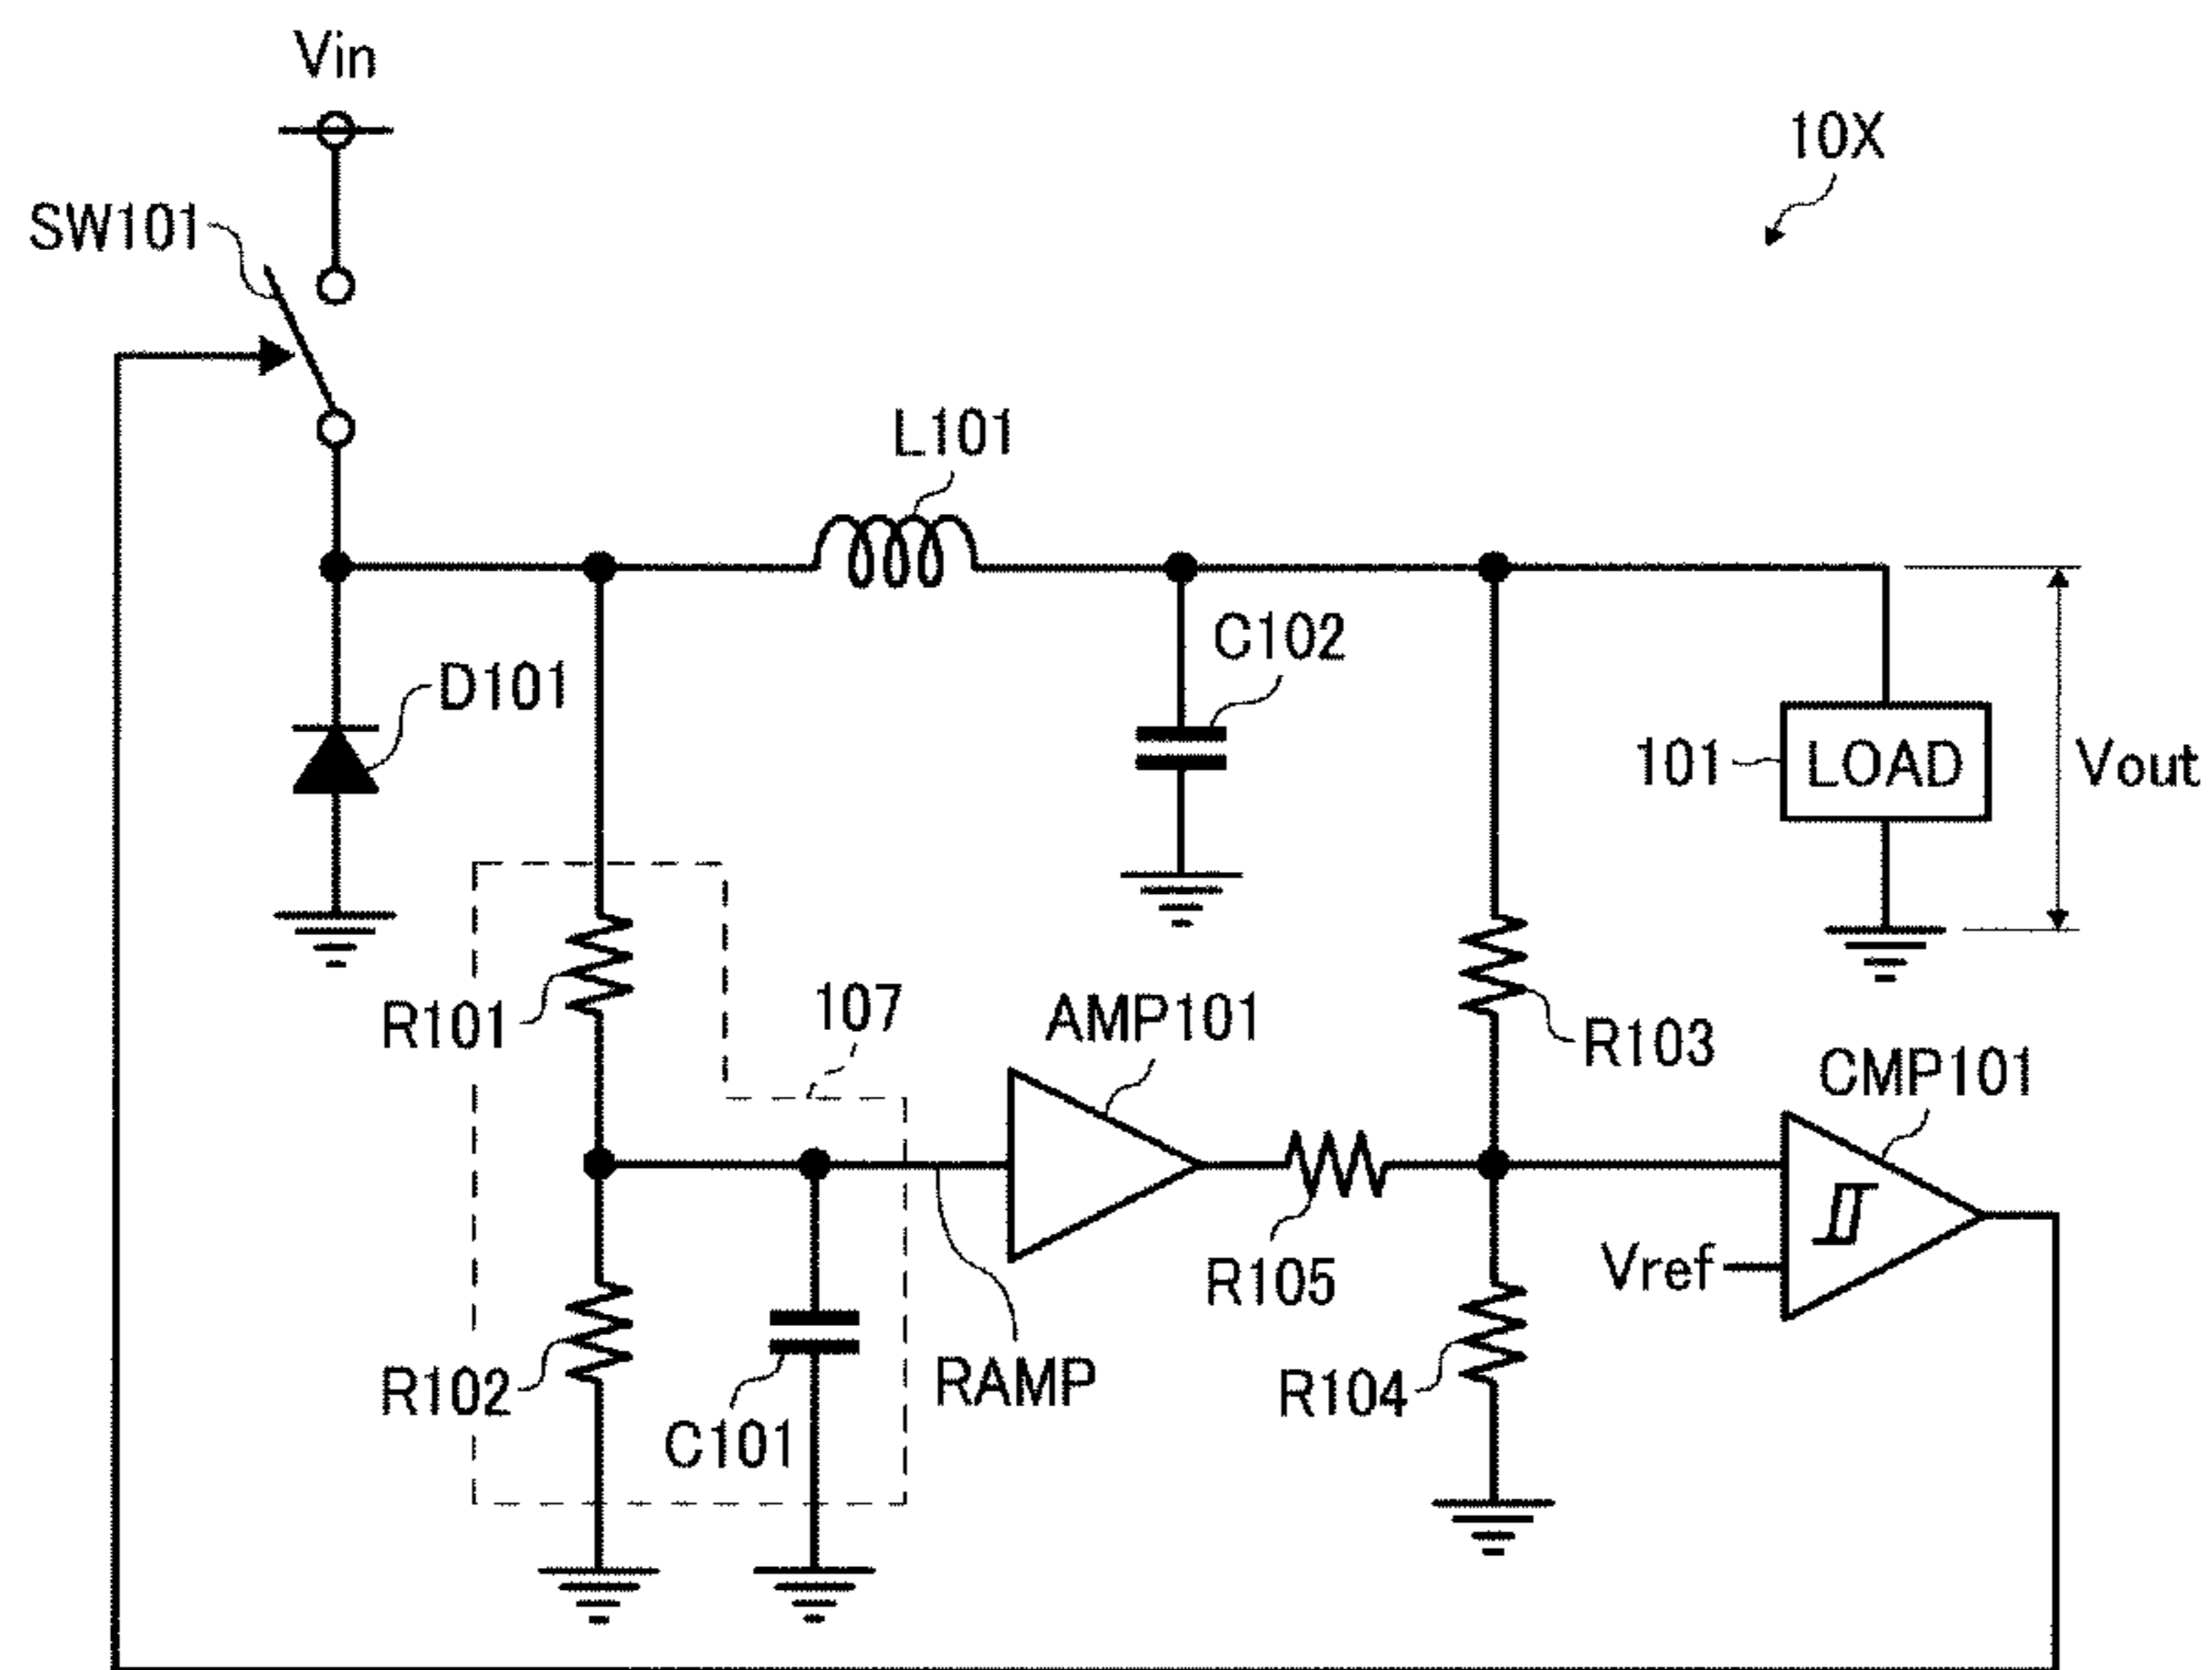 Vin
10X
SW101
L101
C102
D101
101
LOAD
Vout
R101
107
AMP101
R103
CMP101
R105
Vref
R102
C101
RAMP
R104